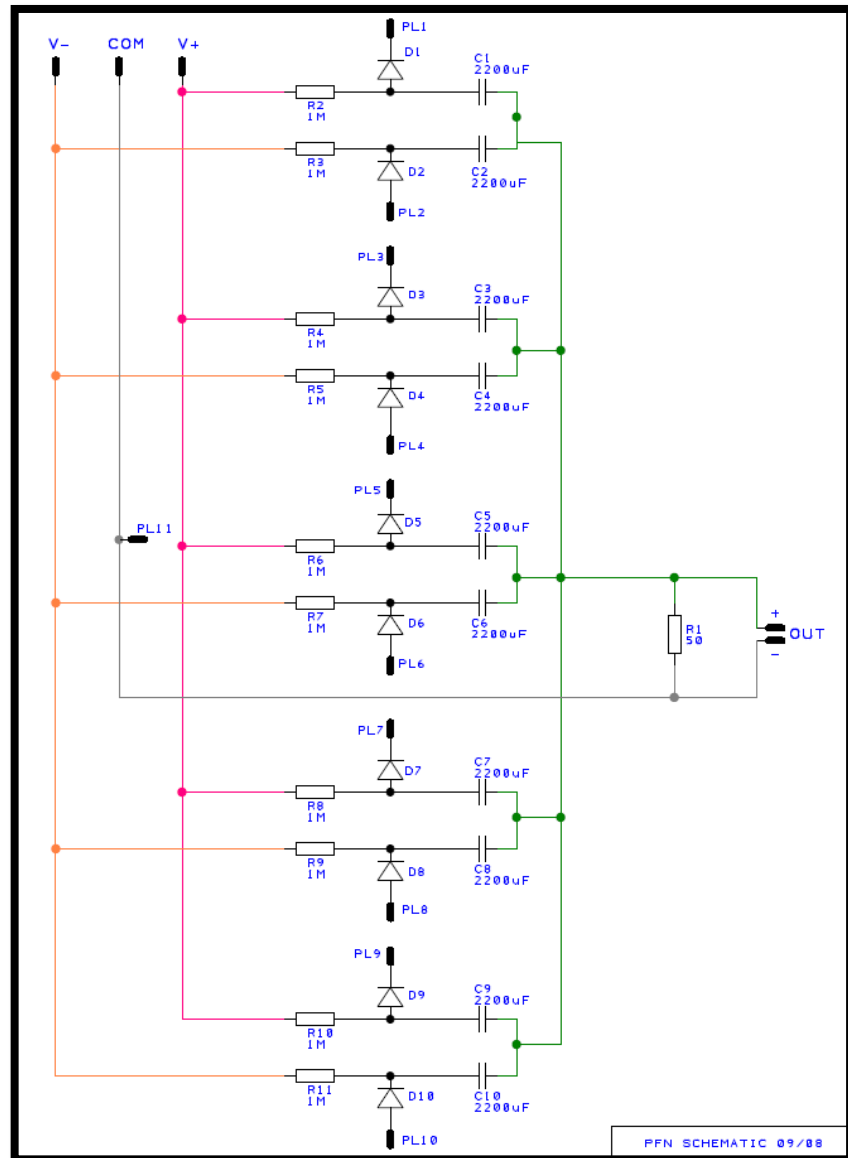 PL1
V- COM V+
D1
C1
2200uF
R2
1M
R3
1M
D2
C2
2200uF
PL2
PL3
C3
2200uF
D3
R4
1M
R5
1M
D4
C4
2200uF
PL4
PL5
C5
2200uF
D5
PL11
R6
1M
R7
1M
D6
C6
2200uF
R1
50
+
OUT
-
PL6
PL7
C7
2200uF
D7
R8
1M
R9
1M
D8
C8
2200uF
PL8
PL9
C9
2200uF
D9
R10
1M
R11
1M
D10
C10
2200uF
PL10
PFN SCHEMATIC 09/08